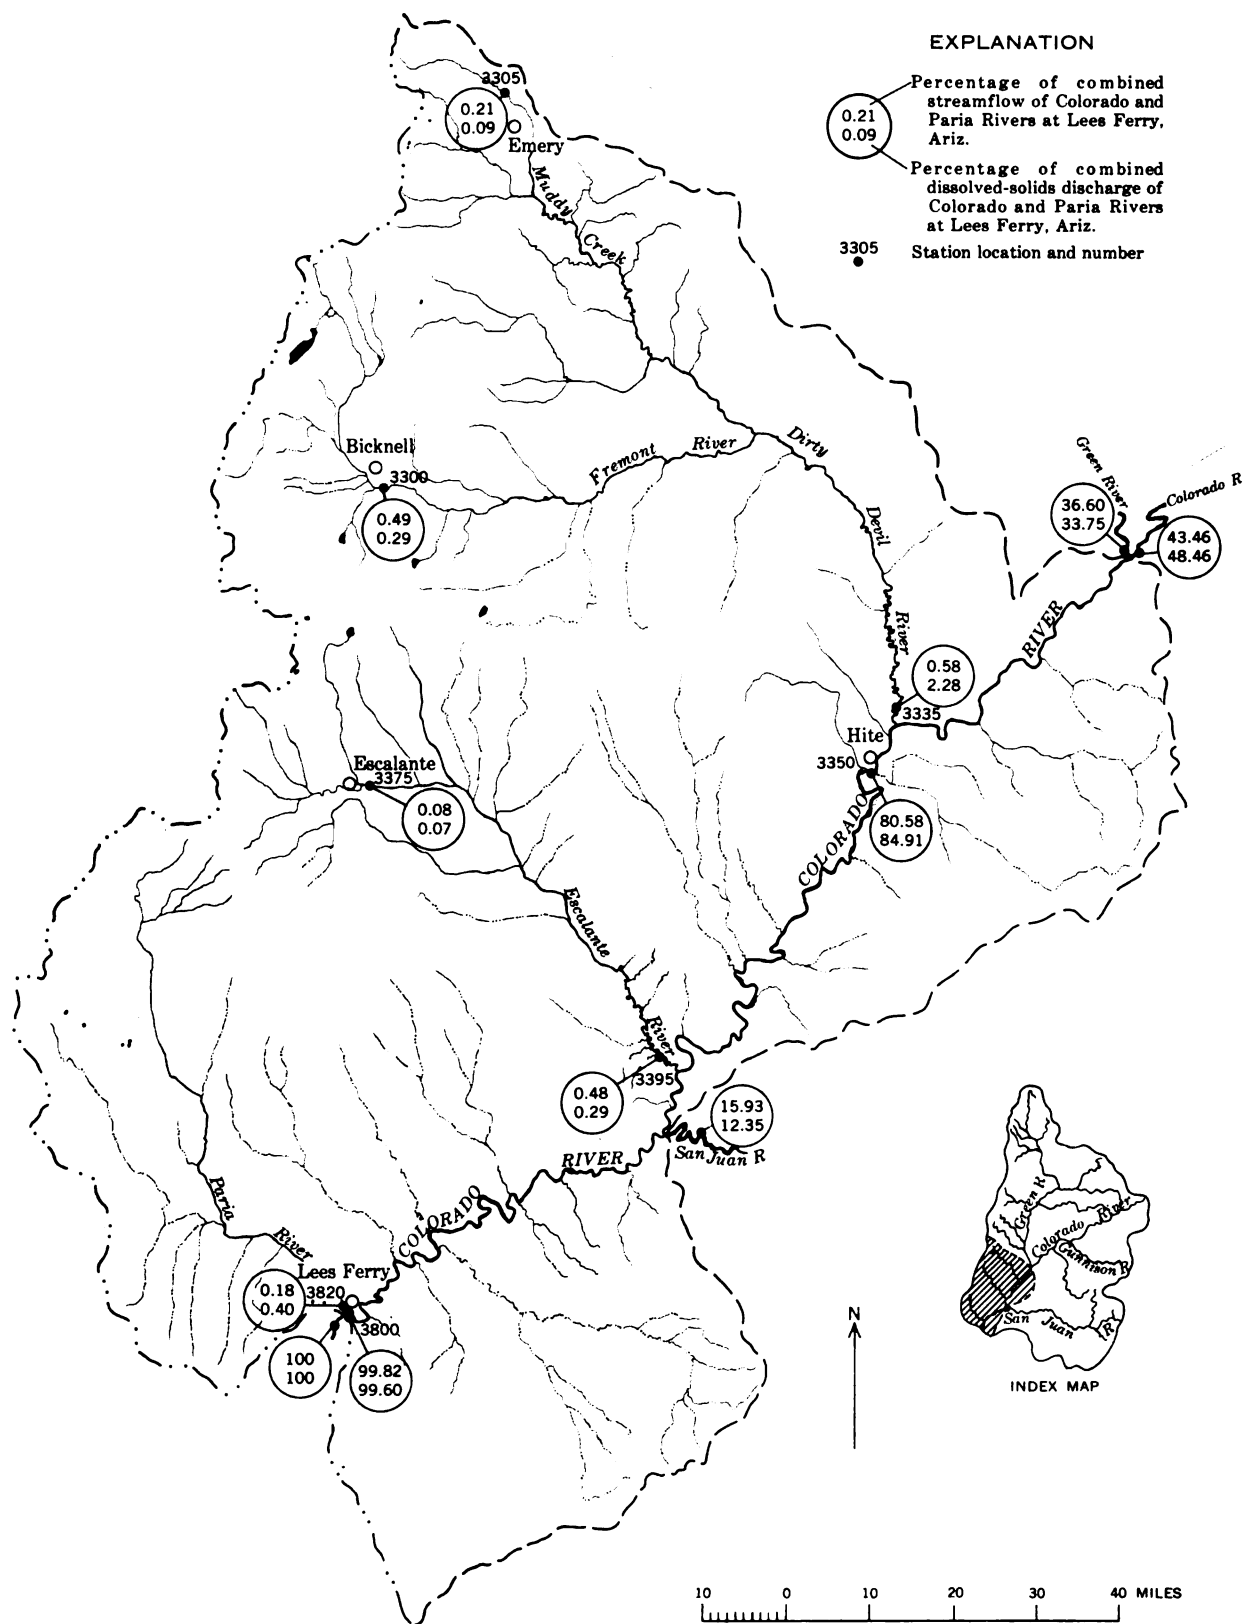 EXPLANATION
0.21
0.09
Percentage of combined
streamflow of Colorado and
Paria Rivers at Lees Ferry,
Ariz.
Percentage of combined
dissolved-solids discharge of
Colorado and Paria Rivers
at Lees Ferry, Ariz.
3305
Station location and number
3305
0.21
0.09
Emery
Muddy
Creek
Bicknell
3300
0.49
0.29
Fremont
River
Dirty
Devil
River
Green River
Colorado R
36.60
33.75
43.46
48.46
RIVER
0.58
2.28
3335
Hite
3350
80.58
84.91
COLORADO
Escalante
3375
0.08
0.07
Escalante
River
3395
0.48
0.29
15.93
12.35
San Juan R
RIVER
COLORADO
Paria
River
Lees Ferry
3820
0.18
0.40
3800
100
100
99.82
99.60
N
Green R
Colorado River
Gunnison R
San Juan R
INDEX MAP
10 0 10 20 30 40 MILES